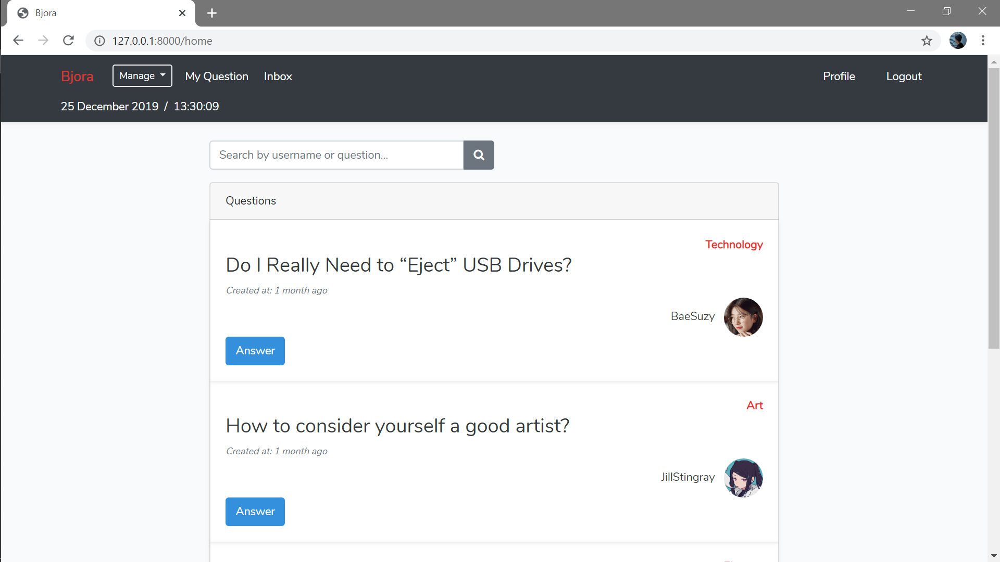 Bjora
127.0.0.1:8000/home
Bjora Manage My Question Inbox Profile Logout
25 December 2019 / 13:30:09
Search by username or question...
Questions
Technology
Do I Really Need to “Eject” USB Drives?
Created at: 1 month ago
BaeSuzy
Answer
Art
How to consider yourself a good artist?
Created at: 1 month ago
JillStingray
Answer